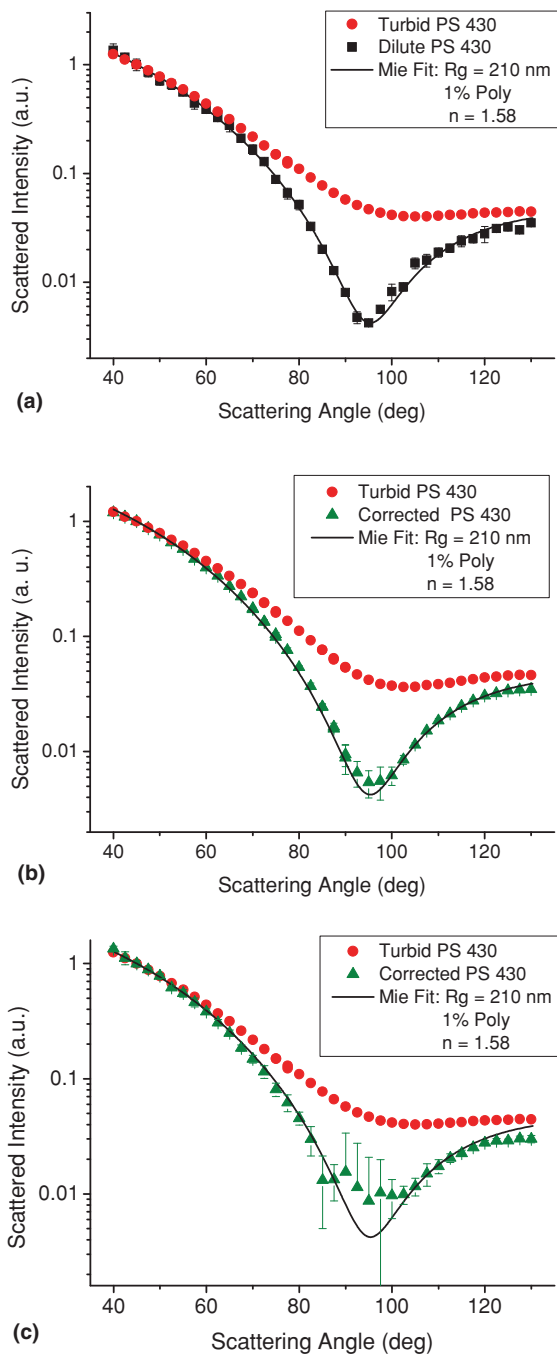 Turbid PS 430
Dilute PS 430
Mie Fit: Rg = 210 nm
1% Poly
n = 1.58
Scattered Intensity (a.u.)
1
0.1
0.01
40 60 80 100 120
(a)
Scattering Angle (deg)
Turbid PS 430
Corrected PS 430
Mie Fit: Rg = 210 nm
1% Poly
n = 1.58
Scattered Intensity (a. u.)
1
0.1
0.01
40 60 80 100 120
(b)
Scattering Angle (deg)
Turbid PS 430
Corrected PS 430
Mie Fit: Rg = 210 nm
1% Poly
n = 1.58
Scattered Intensity (a.u.)
1
0.1
0.01
40 60 80 100 120
(c)
Scattering Angle (deg)